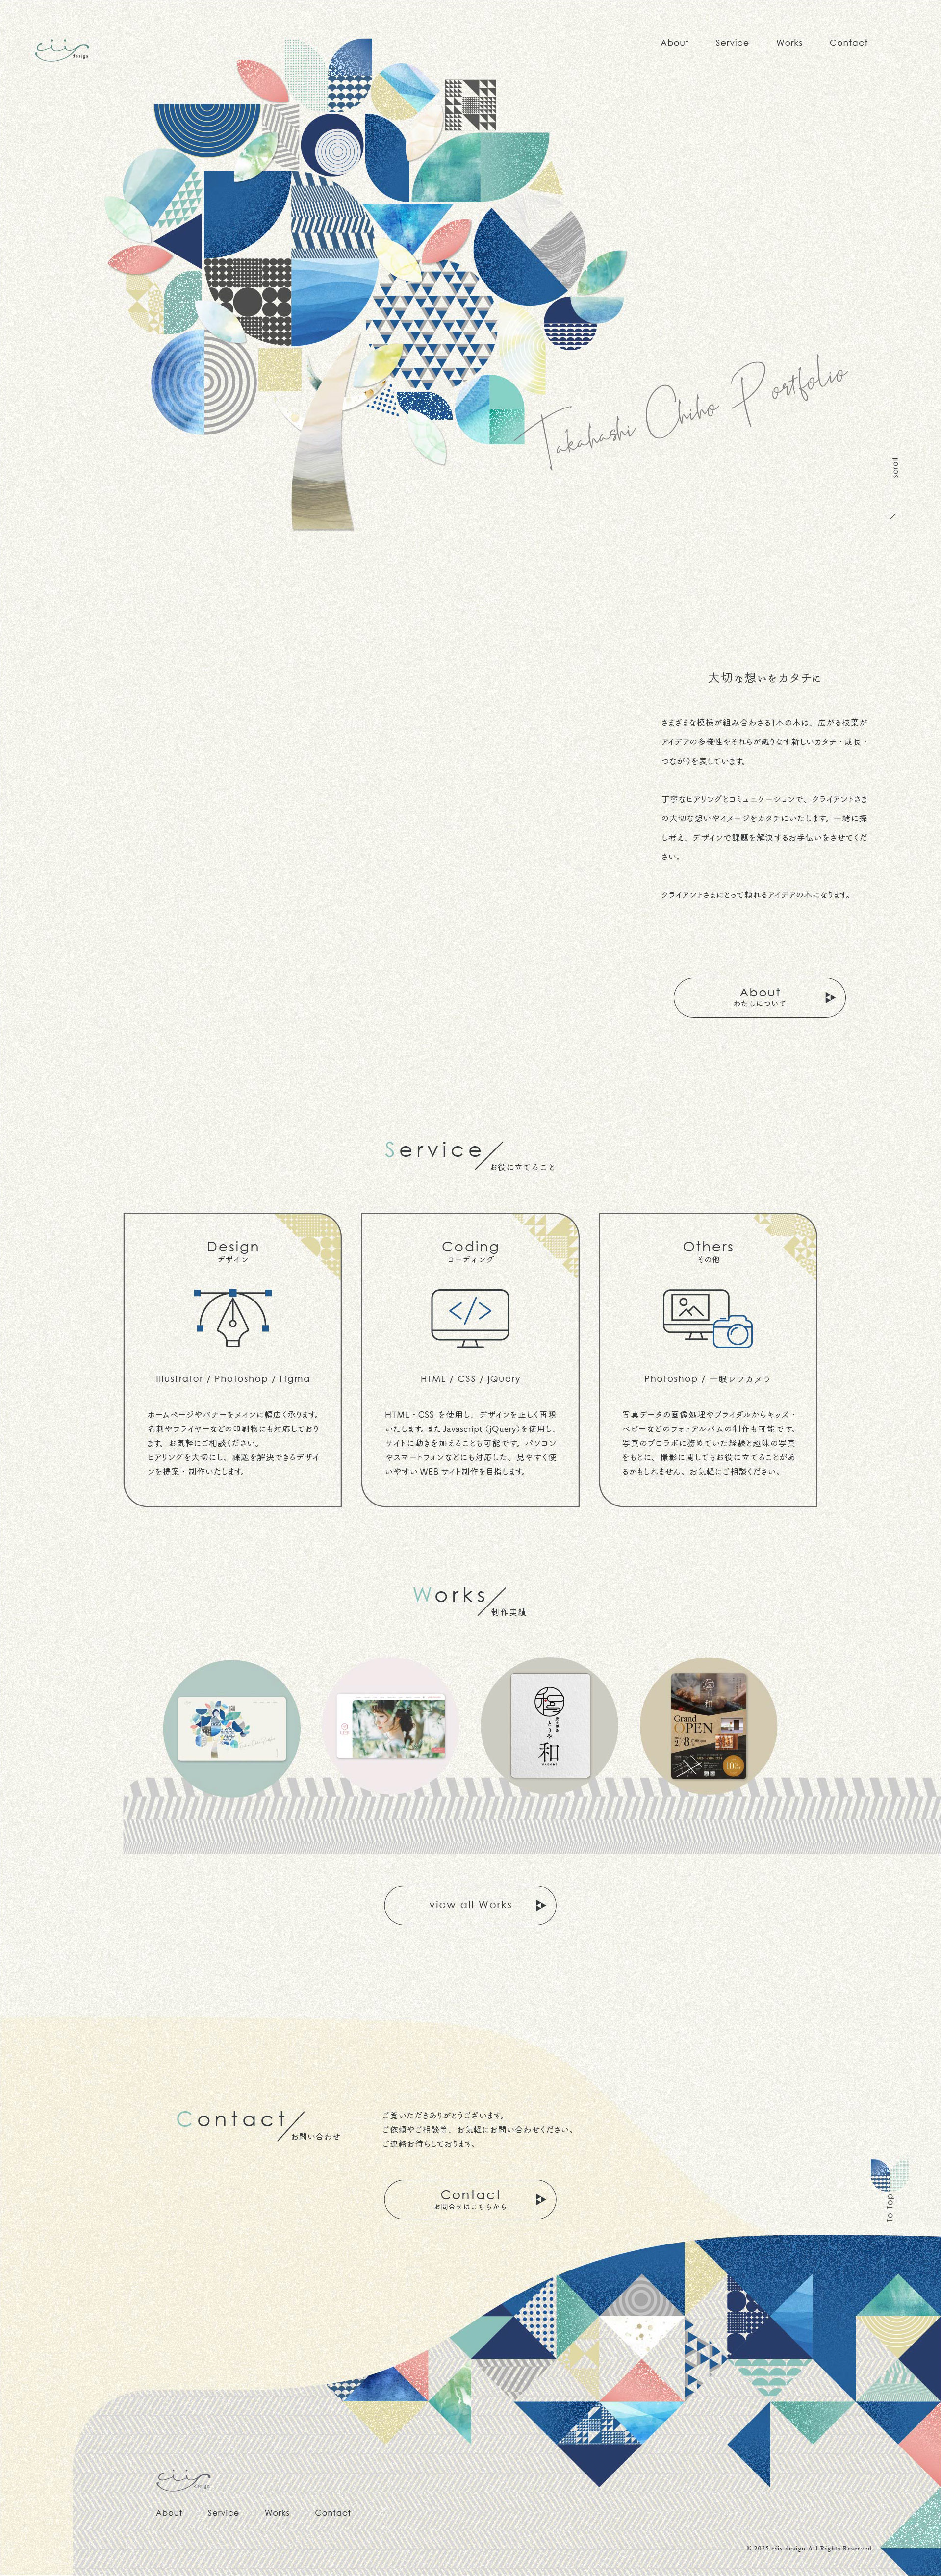 ciis design
About
Service
Works
Contact
Takahashi Chiho Portfolio
scroll
大切な想いをカタチに
さまざまな模様が組み合わさる1本の木は、広がる枝葉が
アイデアの多様性やそれらが織りなす新しいカタチ・成長・
つながりを表しています。
丁寧なヒアリングとコミュニケーションで、クライアントさま
の大切な想いやイメージをカタチにいたします。一緒に探
し考え、デザインで課題を解決するお手伝いをさせてくだ
さい。
クライアントさまにとって頼れるアイデアの木になります。
About
わたしについて
Service
お役に立てること
Design
デザイン
Illustrator / Photoshop / Figma
ホームページやバナーをメインに幅広く承ります。
名刺やフライヤーなどの印刷物にも対応しており
ます。お気軽にご相談ください。
ヒアリングを大切にし、課題を解決できるデザイ
ンを提案・制作いたします。
Coding
コーディング
HTML / CSS / jQuery
HTML・CSS を使用し、デザインを正しく再現
いたします。また Javascript（jQuery）を使用し、
サイトに動きを加えることも可能です。パソコン
やスマートフォンなどにも対応した、見やすく使
いやすい WEB サイト制作を目指します。
Others
その他
Photoshop / 一眼レフカメラ
写真データの画像処理やブライダルからキッズ・
ベビーなどのフォトアルバムの制作も可能です。
写真のプロラボに務めていた経験と趣味の写真
をもとに、撮影に関してもお役に立てることがあ
るかもしれません。お気軽にご相談ください。
Works
制作実績
とりや
和
NAGOMI
和
Grand
OPEN
2/8
view all Works
Contact
お問い合わせ
ご覧いただきありがとうございます。
ご依頼やご相談等、お気軽にお問い合わせください。
ご連絡お待ちしております。
Contact
お問合せはこちらから
To Top
ciis design
About
Service
Works
Contact
© 2025 ciis design All Rights Reserved.